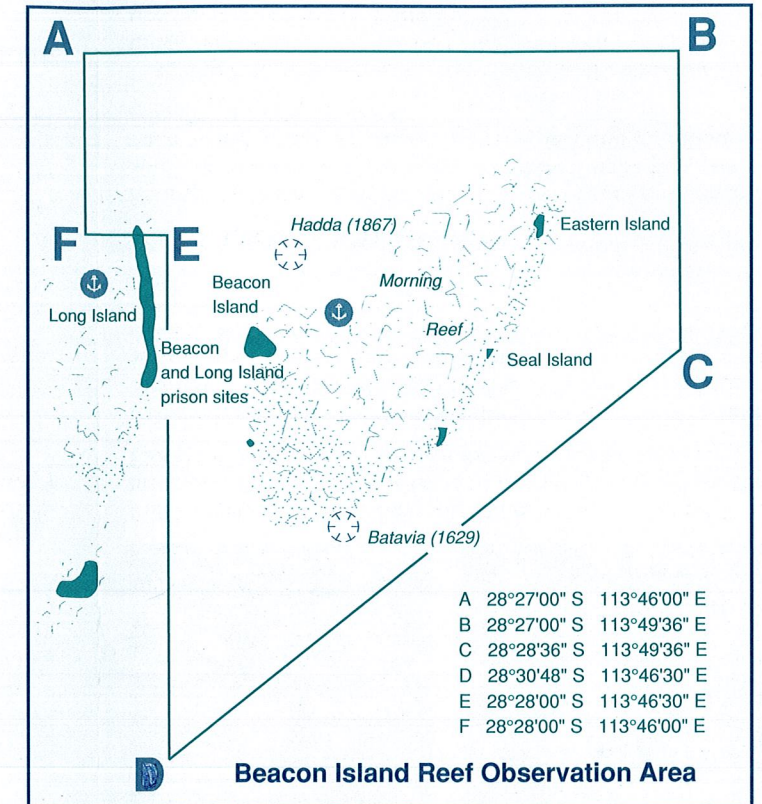 A
B
Hadda (1867)
Eastern Island
F
E
Beacon
Island
Morning
Long Island
Reef
Beacon
and Long Island
prison sites
Seal Island
C
Batavia (1629)
A 28°27'00" S 113°46'00" E
B 28°27'00" S 113°49'36" E
C 28°28'36" S 113°49'36" E
D 28°30'48" S 113°46'30" E
E 28°28'00" S 113°46'30" E
F 28°28'00" S 113°46'00" E
D
Beacon Island Reef Observation Area